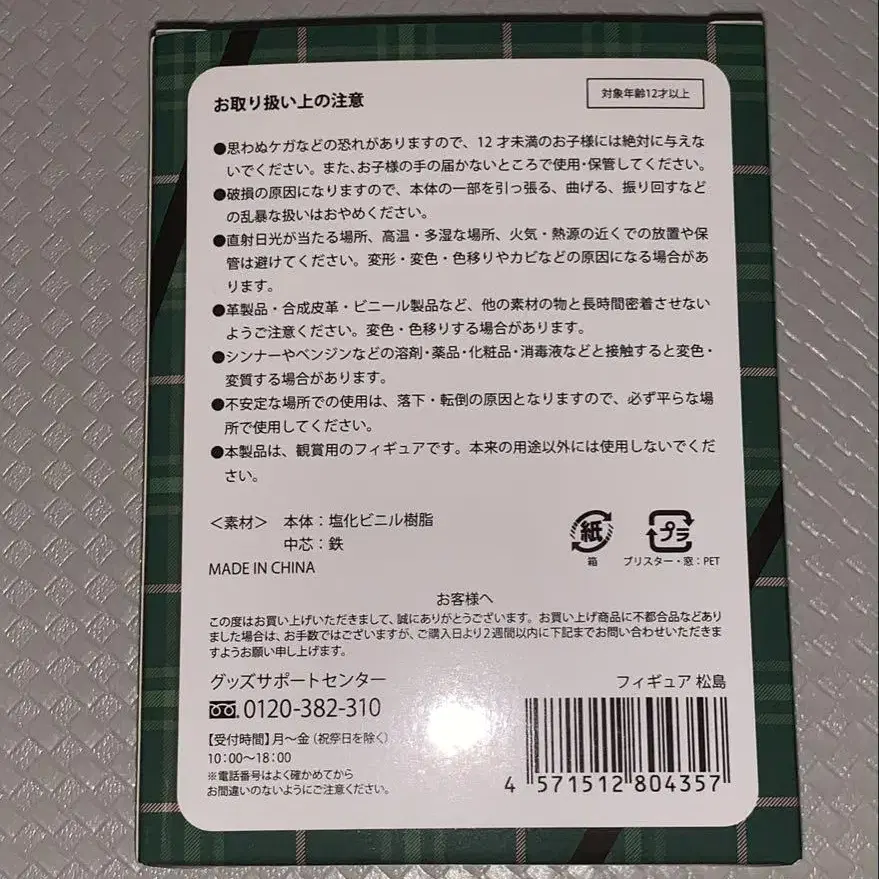 お取り扱い上の注意
対象年齢12才以上
●思わぬケガなどの恐れがありますので、12 才未満のお子様には絶対に与えな
いでください。また、お子様の手の届かないところで使用・保管してください。
●破損の原因になりますので、本体の一部を引っ張る、曲げる、振り回すなど
の乱暴な扱いはおやめください。
●直射日光が当たる場所、高温・多湿な場所、火気・熱源の近くでの放置や保
管は避けてください。変形・変色・色移りやカビなどの原因になる場合があ
ります。
●革製品・合成皮革・ビニール製品など、他の素材の物と長時間密着させない
ようご注意ください。変色・色移りする場合があります。
●シンナーやベンジンなどの溶剤・薬品・化粧品・消毒液などと接触すると変色・
変質する場合があります。
●不安定な場所での使用は、落下・転倒の原因となりますので、必ず平らな場
所で使用してください。
●本製品は、観賞用のフィギュアです。本来の用途以外には使用しないでくだ
さい。
＜素材＞ 本体：塩化ビニル樹脂
中芯：鉄
MADE IN CHINA
紙
箱
プラ
ブリスター・窓：PET
お客様へ
この度はお買い上げいただきまして、誠にありがとうございます。お買い上げ商品に不都合品などあり
ました場合は、お手数ではございますが、ご購入日より2週間以内に下記までお問い合わせいただきま
すようお願い申し上げます。
グッズサポートセンター
0120-382-310
【受付時間】月～金（祝祭日を除く）
10:00～18:00
※電話番号はよく確かめてから
お間違いのないようにご注意ください。
フィギュア 松島
4 571512 804357